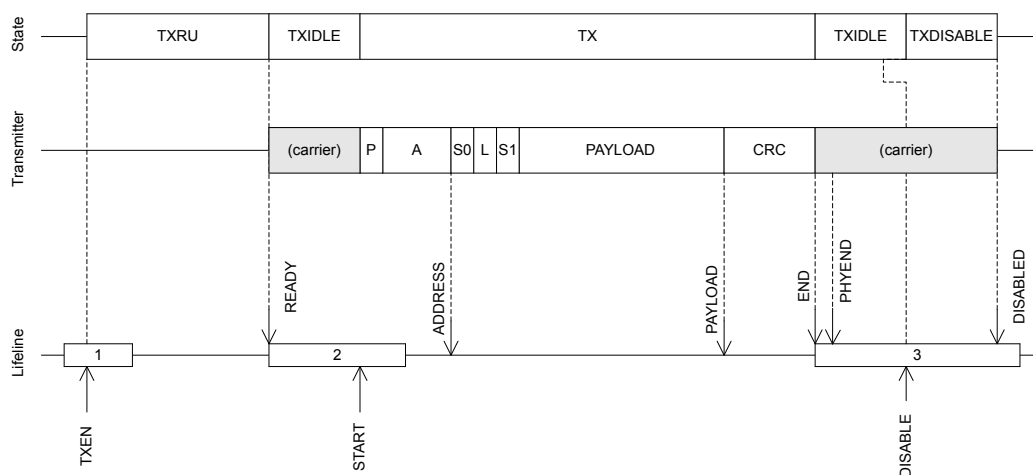 State
TXRU
TXIDLE
TX
TXIDLE
TXDISABLE
Transmitter
(carrier)
P
A
S0
L
S1
PAYLOAD
CRC
(carrier)
READY
ADDRESS
PAYLOAD
END
PHYEND
DISABLED
Lifeline
1
2
3
TXEN
START
DISABLE